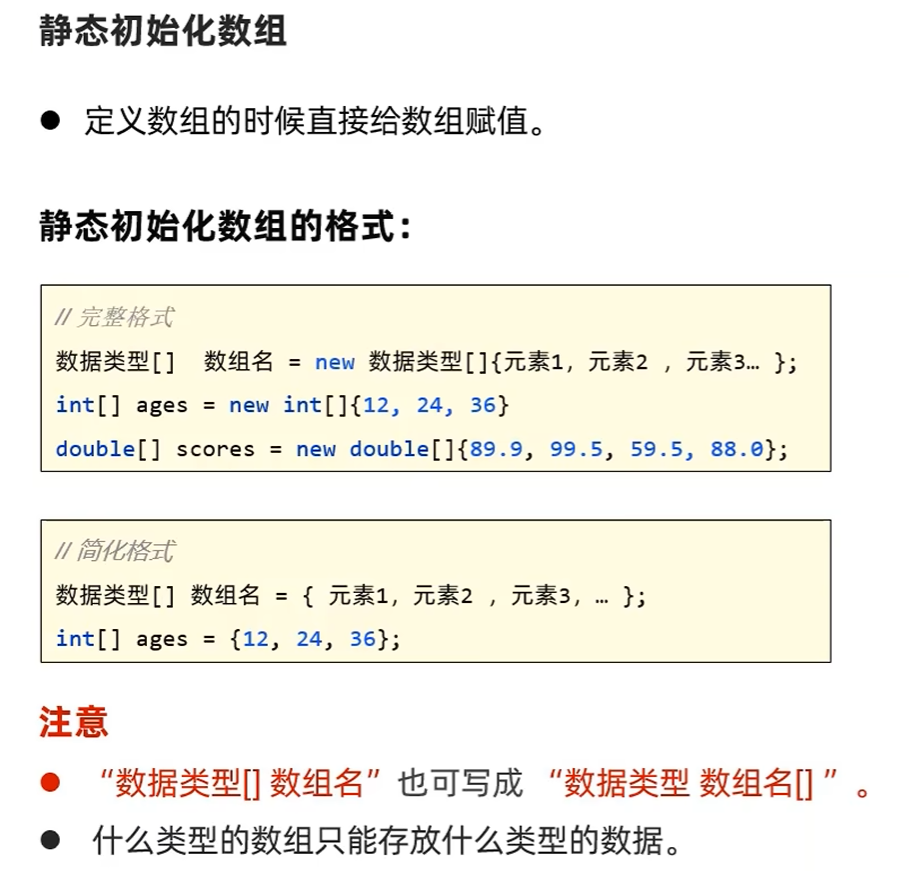 静态初始化数组
● 定义数组的时候直接给数组赋值。
静态初始化数组的格式：
// 完整格式
数据类型[]  数组名 = new 数据类型[]{元素1，元素2 ，元素3… };
int[] ages = new int[]{12, 24, 36}
double[] scores = new double[]{89.9, 99.5, 59.5, 88.0};
// 简化格式
数据类型[] 数组名 = { 元素1，元素2 ，元素3，… };
int[] ages = {12, 24, 36};
注意
● “数据类型[] 数组名”也可写成 “数据类型 数组名[] ”。
● 什么类型的数组只能存放什么类型的数据。